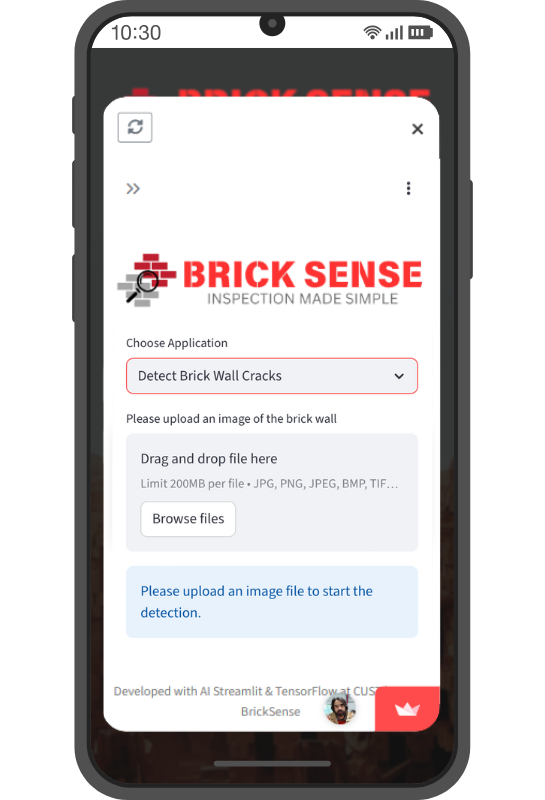 10:30
BRICK SENSE
BRICK SENSE
INSPECTION MADE SIMPLE
Choose Application
Detect Brick Wall Cracks
Please upload an image of the brick wall
Drag and drop file here
Limit 200MB per file • JPG, PNG, JPEG, BMP, TIF…
Browse files
Please upload an image file to start the
detection.
Developed with AI Streamlit & TensorFlow at
BrickSense